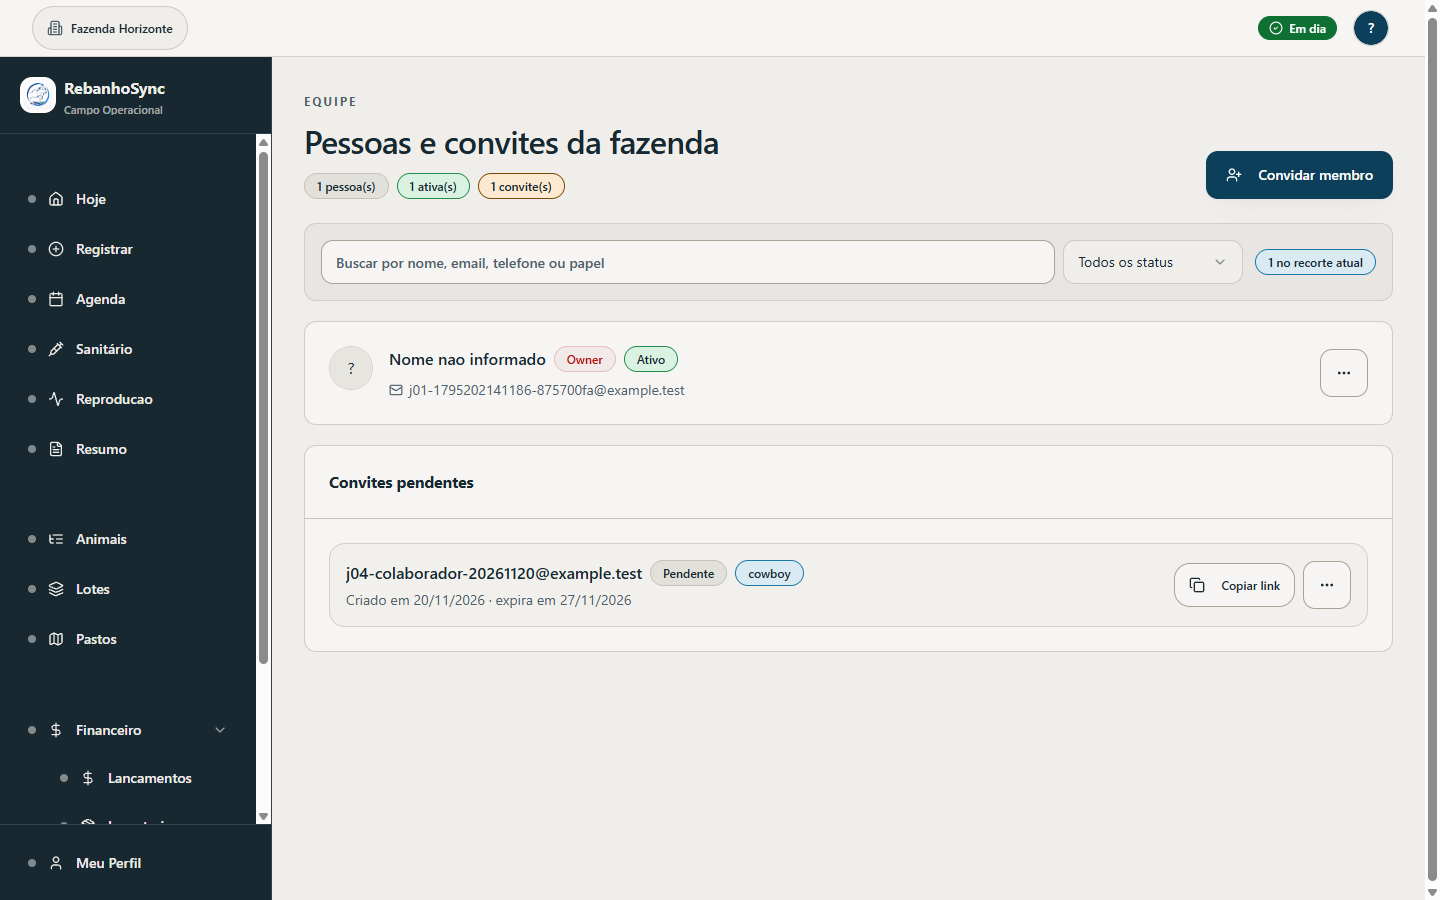 Fazenda Horizonte
Em dia
?
RebanhoSync
Campo Operacional
Hoje
Registrar
Agenda
Sanitário
Reproducao
Resumo
Animais
Lotes
Pastos
Financeiro
Lancamentos
Meu Perfil
EQUIPE
Pessoas e convites da fazenda
1 pessoa(s)
1 ativa(s)
1 convite(s)
Convidar membro
Buscar por nome, email, telefone ou papel
Todos os status
1 no recorte atual
?
Nome nao informado
Owner
Ativo
j01-1795202141186-875700fa@example.test
Convites pendentes
j04-colaborador-20261120@example.test
Pendente
cowboy
Criado em 20/11/2026 · expira em 27/11/2026
Copiar link